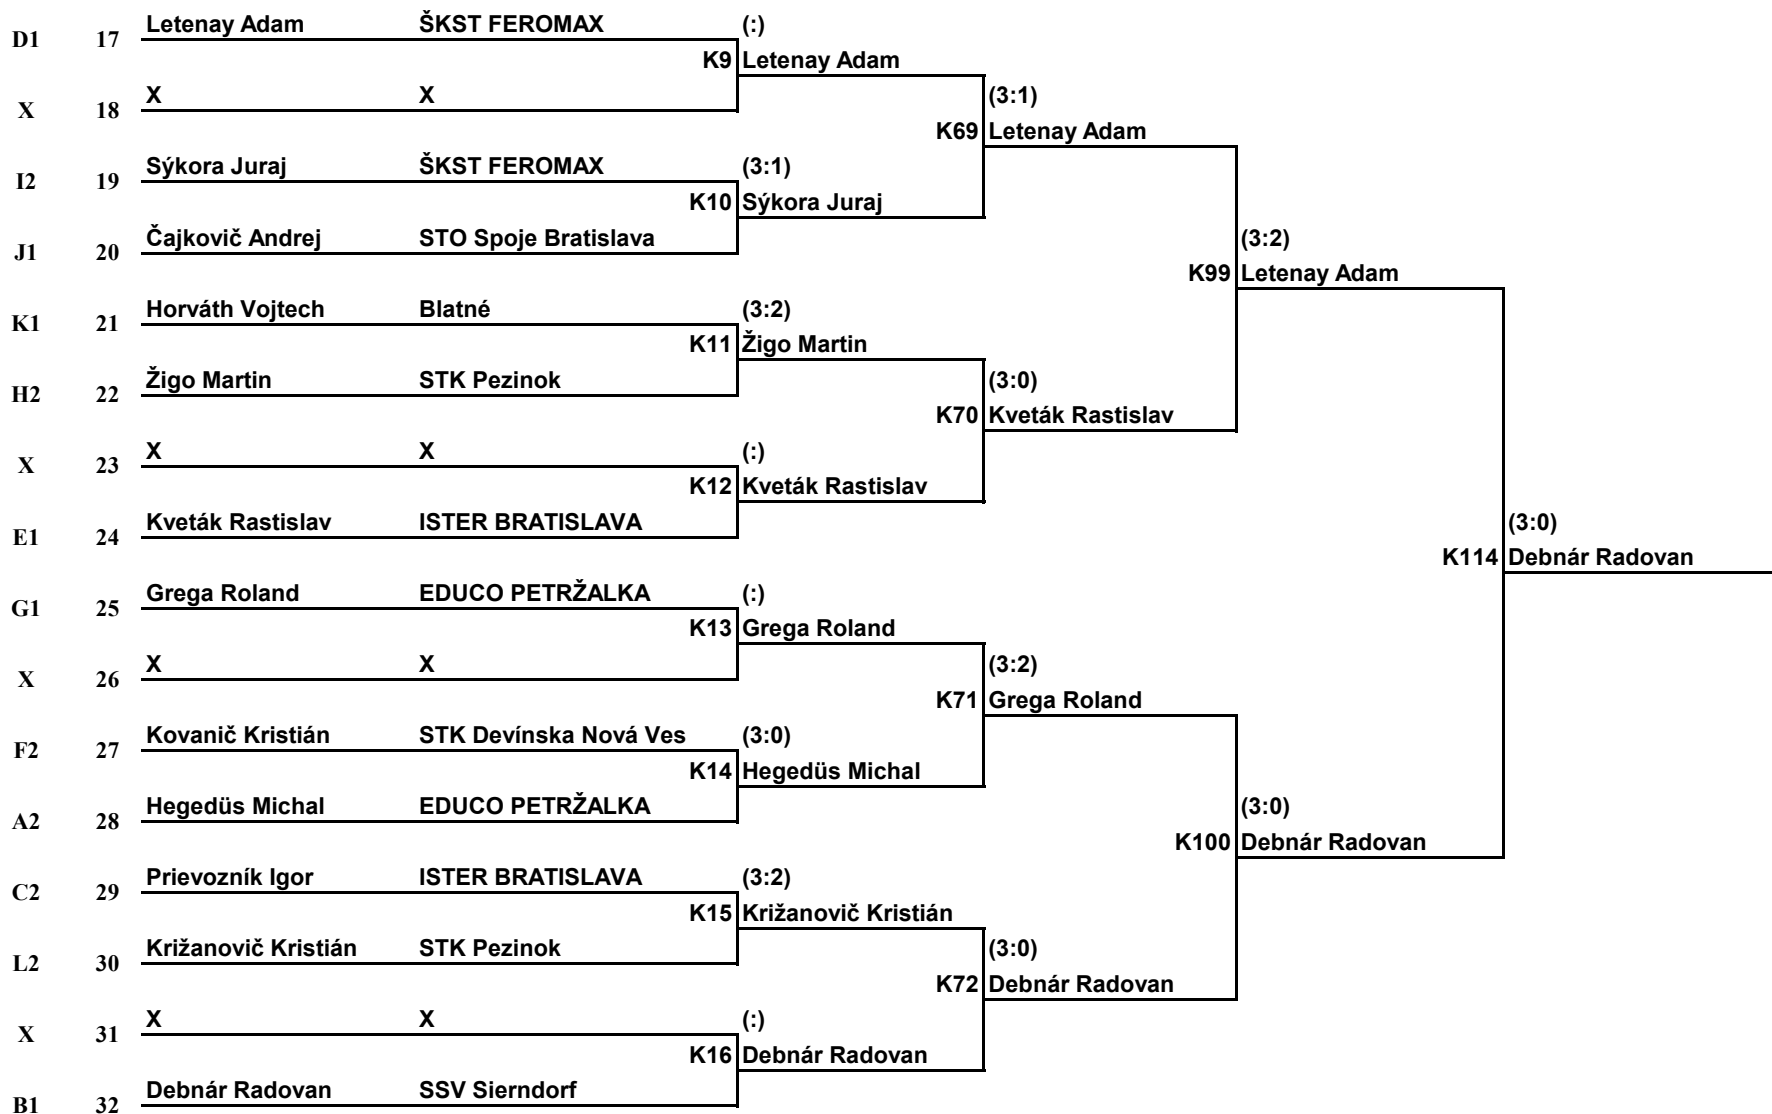 D1 17 Letenay Adam ŠKST FEROMAX (:)
K9 Letenay Adam
X 18 X X (3:1)
K69 Letenay Adam
I2 19 Sýkora Juraj ŠKST FEROMAX (3:1)
K10 Sýkora Juraj
J1 20 Čajkovič Andrej STO Spoje Bratislava (3:2)
K99 Letenay Adam
K1 21 Horváth Vojtech Blatné (3:2)
K11 Žigo Martin
H2 22 Žigo Martin STK Pezinok (3:0)
K70 Kveták Rastislav
X 23 X X (:)
K12 Kveták Rastislav
E1 24 Kveták Rastislav ISTER BRATISLAVA (3:0)
K114 Debnár Radovan
G1 25 Grega Roland EDUCO PETRŽALKA (:)
K13 Grega Roland
X 26 X X (3:2)
K71 Grega Roland
F2 27 Kovanič Kristián STK Devínska Nová Ves (3:0)
K14 Hegedüs Michal
A2 28 Hegedüs Michal EDUCO PETRŽALKA (3:0)
K100 Debnár Radovan
C2 29 Prievozník Igor ISTER BRATISLAVA (3:2)
K15 Križanovič Kristián
L2 30 Križanovič Kristián STK Pezinok (3:0)
K72 Debnár Radovan
X 31 X X (:)
K16 Debnár Radovan
B1 32 Debnár Radovan SSV Sierndorf